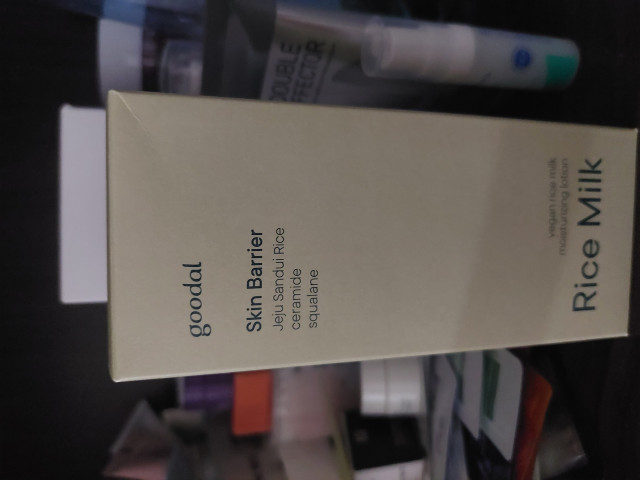 goodal
Skin Barrier
Jeju Sandui Rice
ceramide
squalane
vegan rice milk
moisturizing lotion
Rice Milk
DOUBLE